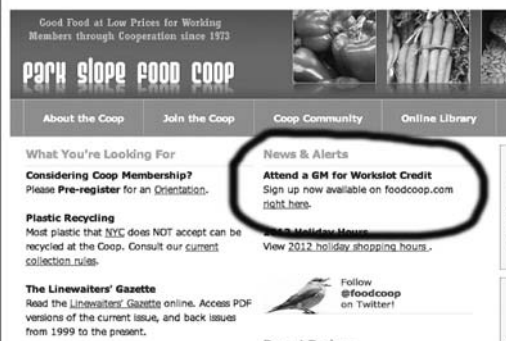 Good Food at Low Prices for Working
Members through Cooperation since 1973
PARK SLOPE FOOD COOP
About the Coop
Join the Coop
Coop Community
Online Library
What You're Looking For
Considering Coop Membership?
Please Pre-register for an Orientation.
Plastic Recycling
Most plastic that NYC does NOT accept can be
recycled at the Coop. Consult our current
collection rules.
The Linewaiters' Gazette
Read the Linewaiters' Gazette online. Access PDF
versions of the current issue, and back issues
from 1999 to the present.
News & Alerts
Attend a GM for Workslot Credit
Sign up now available on foodcoop.com
right here.
2012 Holiday Hours
View 2012 holiday shopping hours .
Follow
@foodcoop
on Twitter!